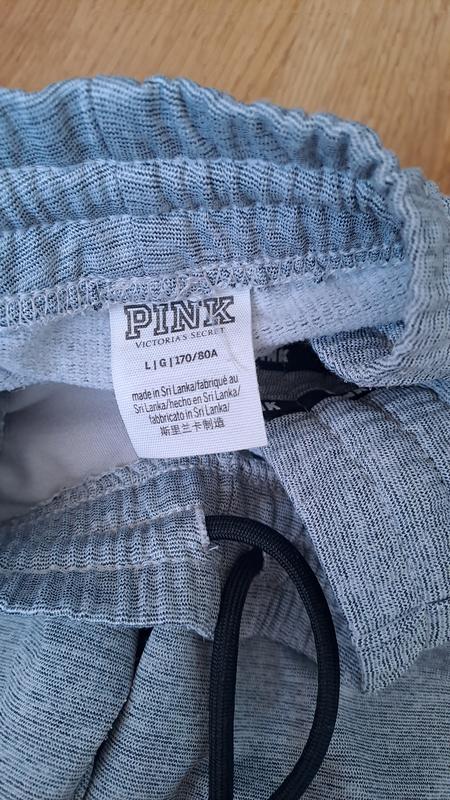 PINK
VICTORIA'S SECRET
L | G | 170/80A
made in Sri Lanka/fabriqué au
Sri Lanka/hecho en Sri Lanka/
fabbricato in Sri Lanka/
斯里兰卡制造